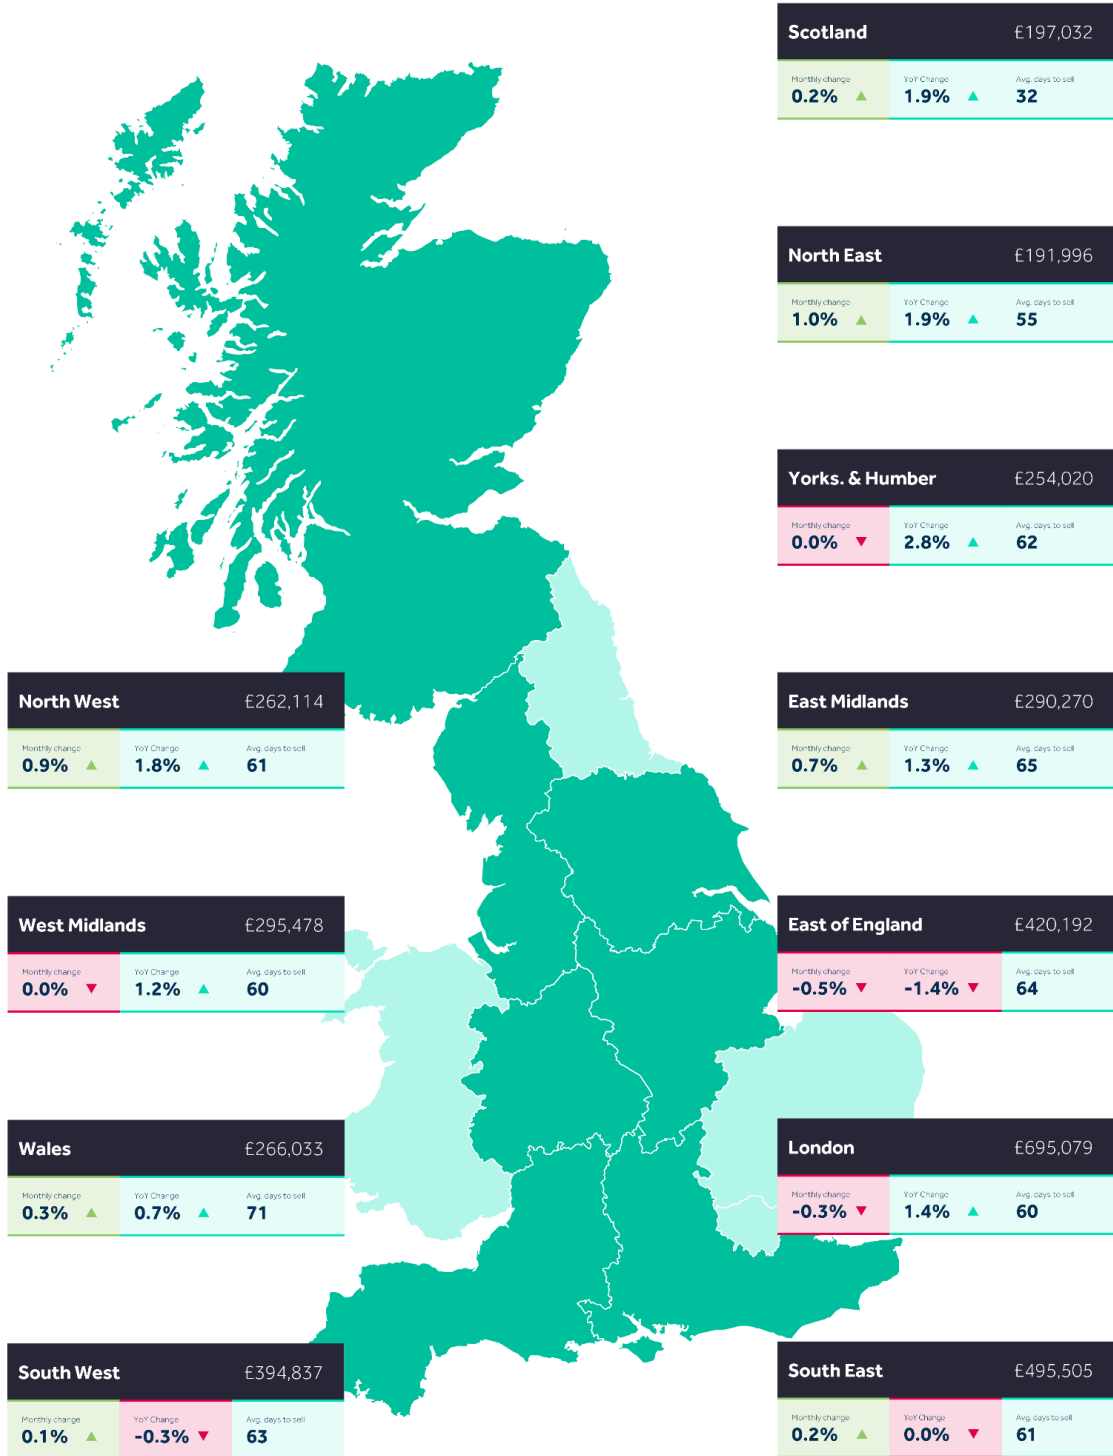 Scotland £197,032
Monthly change YoY Change Avg. days to sell
0.2% 1.9% 32
North East £191,996
Monthly change YoY Change Avg. days to sell
1.0% 1.9% 55
Yorks. & Humber £254,020
Monthly change YoY Change Avg. days to sell
0.0% 2.8% 62
North West £262,114
Monthly change YoY Change Avg. days to sell
0.9% 1.8% 61
East Midlands £290,270
Monthly change YoY Change Avg. days to sell
0.7% 1.3% 65
West Midlands £295,478
Monthly change YoY Change Avg. days to sell
0.0% 1.2% 60
East of England £420,192
Monthly change YoY Change Avg. days to sell
-0.5% -1.4% 64
Wales £266,033
Monthly change YoY Change Avg. days to sell
0.3% 0.7% 71
London £695,079
Monthly change YoY Change Avg. days to sell
-0.3% 1.4% 60
South West £394,837
Monthly change YoY Change Avg. days to sell
0.1% -0.3% 63
South East £495,505
Monthly change YoY Change Avg. days to sell
0.2% 0.0% 61